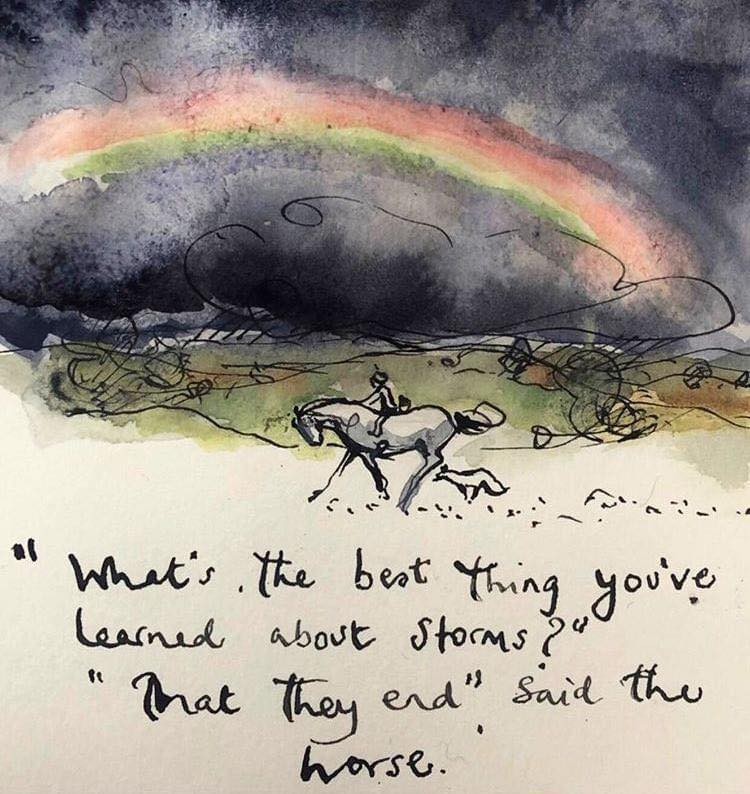 "What's the best thing you've
learned about storms?"
"That they end" said the
horse.